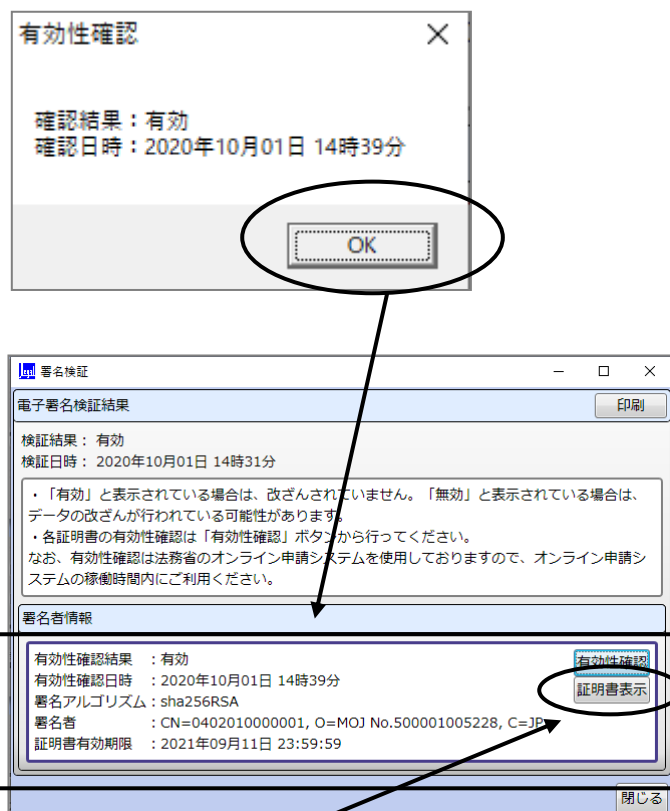 有効性確認
確認結果：有効
確認日時：2020年10月01日 14時39分
OK
署名検証
電子署名検証結果
印刷
検証結果： 有効
検証日時： 2020年10月01日 14時31分
・「有効」と表示されている場合は、改ざんされていません。「無効」と表示されている場合は、
データの改ざんが行われている可能性があります。
・各証明書の有効性確認は「有効性確認」ボタンから行ってください。
なお、有効性確認は法務省のオンライン申請システムを使用しておりますので、オンライン申請シ
ステムの稼働時間内にご利用ください。
署名者情報
有効性確認結果 ：有効
有効性確認
有効性確認日時 ：2020年10月01日 14時39分
証明書表示
署名アルゴリズム：sha256RSA
署名者 ：CN=0402010000001, O=MOJ No.500001005228, C=JP
証明書有効期限 ：2021年09月11日 23:59:59
閉じる